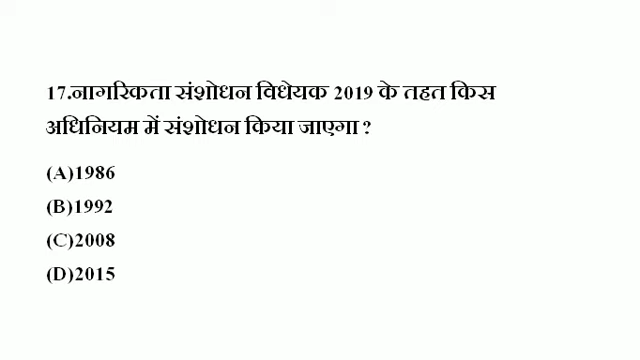 17.नागरिकता संशोधन विधेयक 2019 के तहत किस
अधिनियम में संशोधन किया जाएगा ?
(A)1986
(B)1992
(C)2008
(D)2015